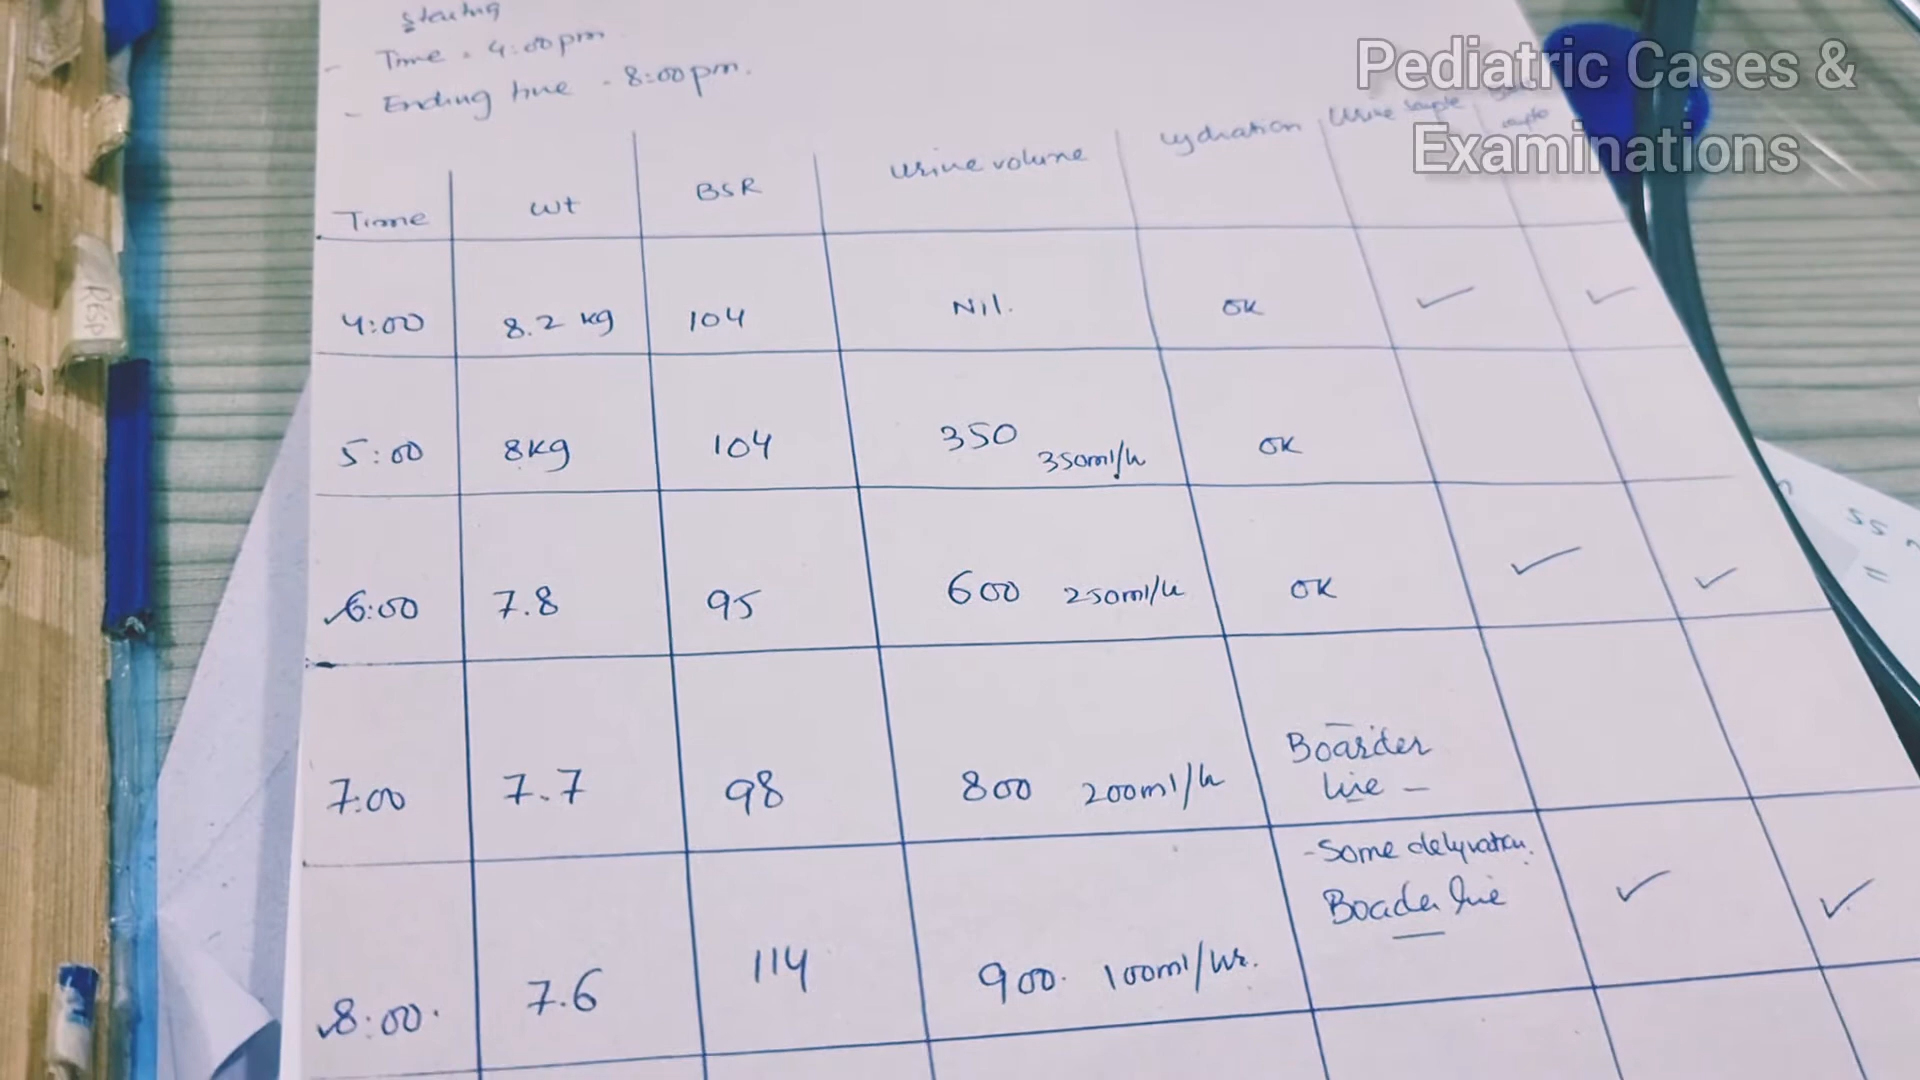 Starting
- Time - 4:00pm
- Ending time - 8:00pm.
Pediatric Cases &
Examinations
Time Wt BSR Urine volume hydration Urine Sample
4:00 8.2 kg 104 Nil. OK ✓ ✓
5:00 8kg 104 350 350ml/h OK
6:00 7.8 95 600 250ml/h OK ✓ ✓
7:00 7.7 98 800 200ml/h Boarder
line -
- Some dehyration.
8:00. 7.6 114 900. 100ml/hr. Boader line ✓ ✓
RESP